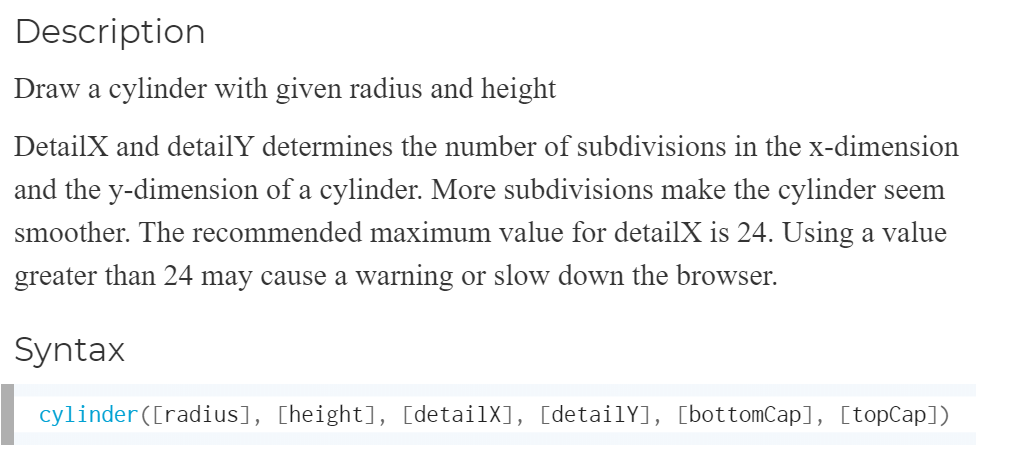 Description
Draw a cylinder with given radius and height
DetailX and detailY determines the number of subdivisions in the x-dimension
and the y-dimension of a cylinder. More subdivisions make the cylinder seem
smoother. The recommended maximum value for detailX is 24. Using a value
greater than 24 may cause a warning or slow down the browser.
Syntax
cylinder([radius], [height], [detailX], [detailY], [bottomCap], [topCap])